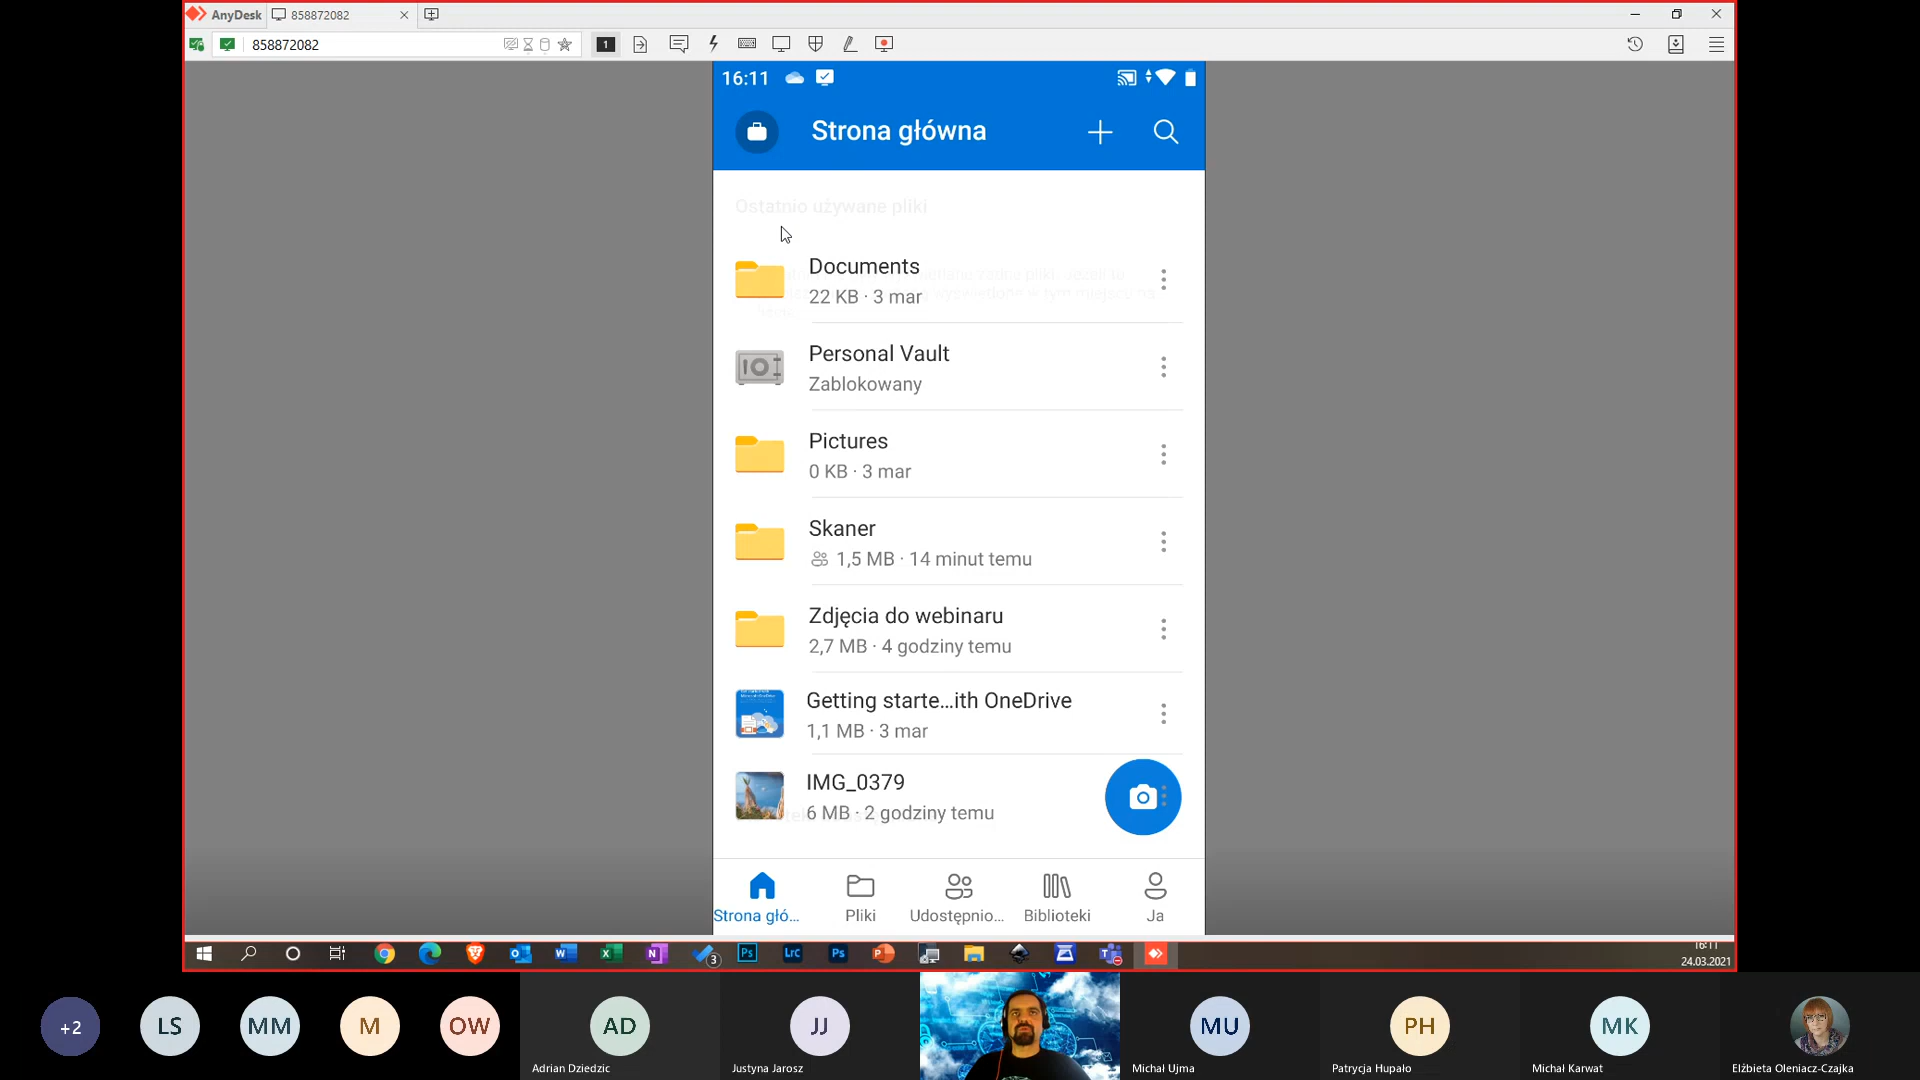 AnyDesk
858872082
858872082
1
16:11
Strona główna
Ostatnio używane pliki
Documents
22 KB · 3 mar
Personal Vault
Zablokowany
Pictures
0 KB · 3 mar
Skaner
1,5 MB · 14 minut temu
Zdjęcia do webinaru
2,7 MB · 4 godziny temu
Getting starte...ith OneDrive
1,1 MB · 3 mar
IMG_0379
6 MB · 2 godziny temu
Strona głó...
Pliki
Udostępnio...
Biblioteki
Ja
3
16:11
24.03.2021
+2
LS
MM
M
OW
AD
JJ
MU
PH
MK
Adrian Dziedzic
Justyna Jarosz
Michał Ujma
Patrycja Hupało
Michał Karwat
Elżbieta Oleniacz-Czajka